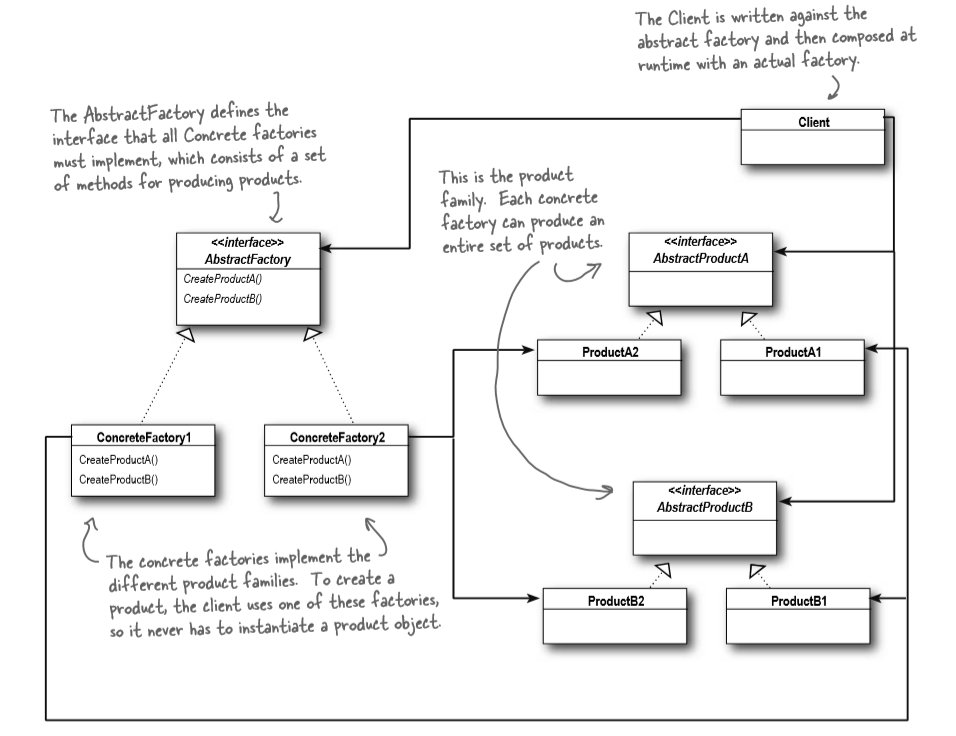 The Client is written against the
abstract factory and then composed at
runtime with an actual factory.
Client
The AbstractFactory defines the
interface that all Concrete factories
must implement, which consists of a set
of methods for producing products.
This is the product
family. Each concrete
factory can produce an
entire set of products.
<<interface>>
AbstractFactory
CreateProductA()
CreateProductB()
<<interface>>
AbstractProductA
ProductA2
ProductA1
ConcreteFactory1
CreateProductA()
CreateProductB()
ConcreteFactory2
CreateProductA()
CreateProductB()
<<interface>>
AbstractProductB
The concrete factories implement the
different product families. To create a
product, the client uses one of these factories,
so it never has to instantiate a product object.
ProductB2
ProductB1